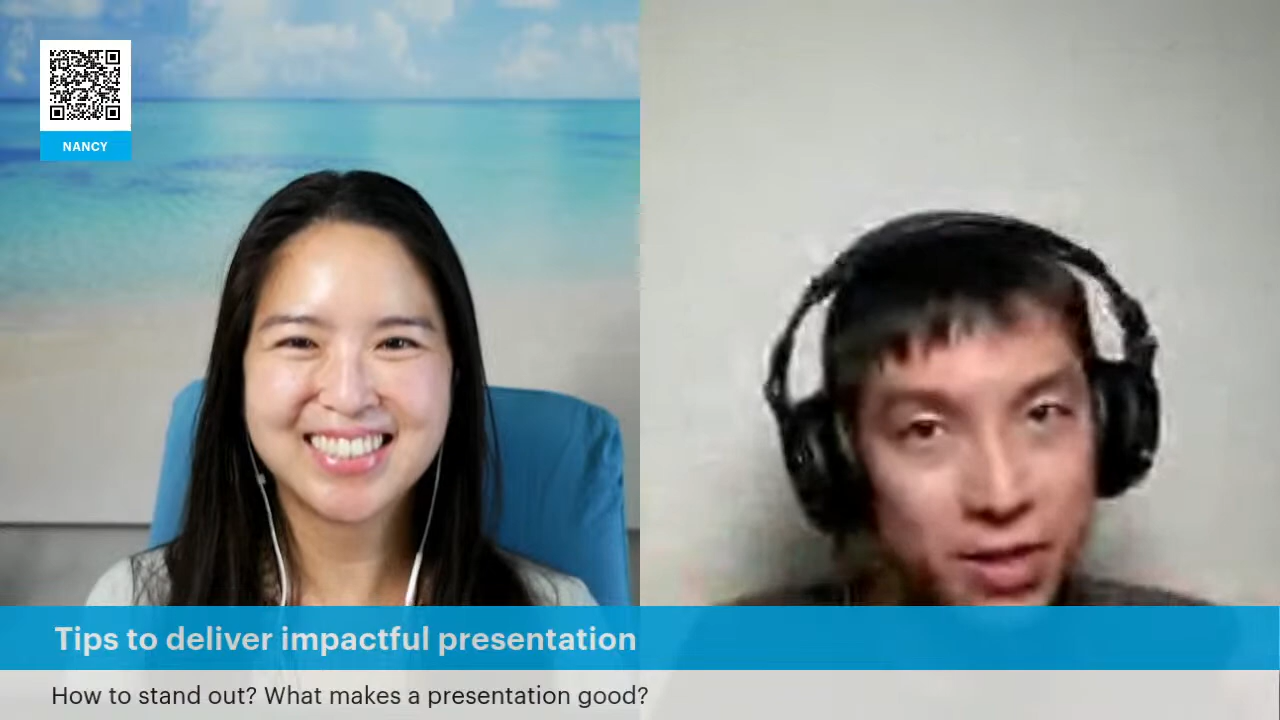 NANCY
Tips to deliver impactful presentation
How to stand out? What makes a presentation good?